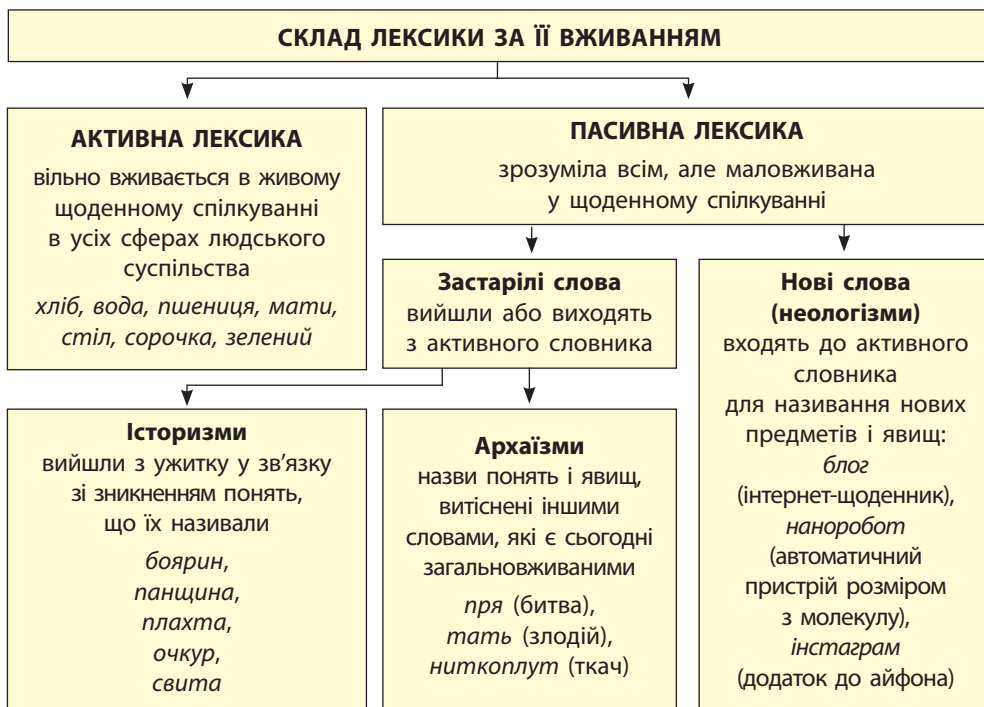 СКЛАД ЛЕКСИКИ ЗА ЇЇ ВЖИВАННЯМ
АКТИВНА ЛЕКСИКА
вільно вживається в живому
щоденному спілкуванні
в усіх сферах людського
суспільства
хліб, вода, пшениця, мати,
стіл, сорочка, зелений
ПАСИВНА ЛЕКСИКА
зрозуміла всім, але маловживана
у щоденному спілкуванні
Застарілі слова
вийшли або виходять
з активного словника
Історизми
вийшли з ужитку у зв'язку
зі зникненням понять,
що їх називали
боярин,
панщина,
плахта,
очкур,
свита
Архаїзми
назви понять і явищ,
витіснені іншими
словами, які є сьогодні
загальновживаними
пря (битва),
тать (злодій),
ниткоплут (ткач)
Нові слова
(неологізми)
входять до активного
словника
для називання нових
предметів і явищ:
блог
(інтернет-щоденник),
наноробот
(автоматичний
пристрій розміром
з молекулу),
інстаграм
(додаток до айфона)